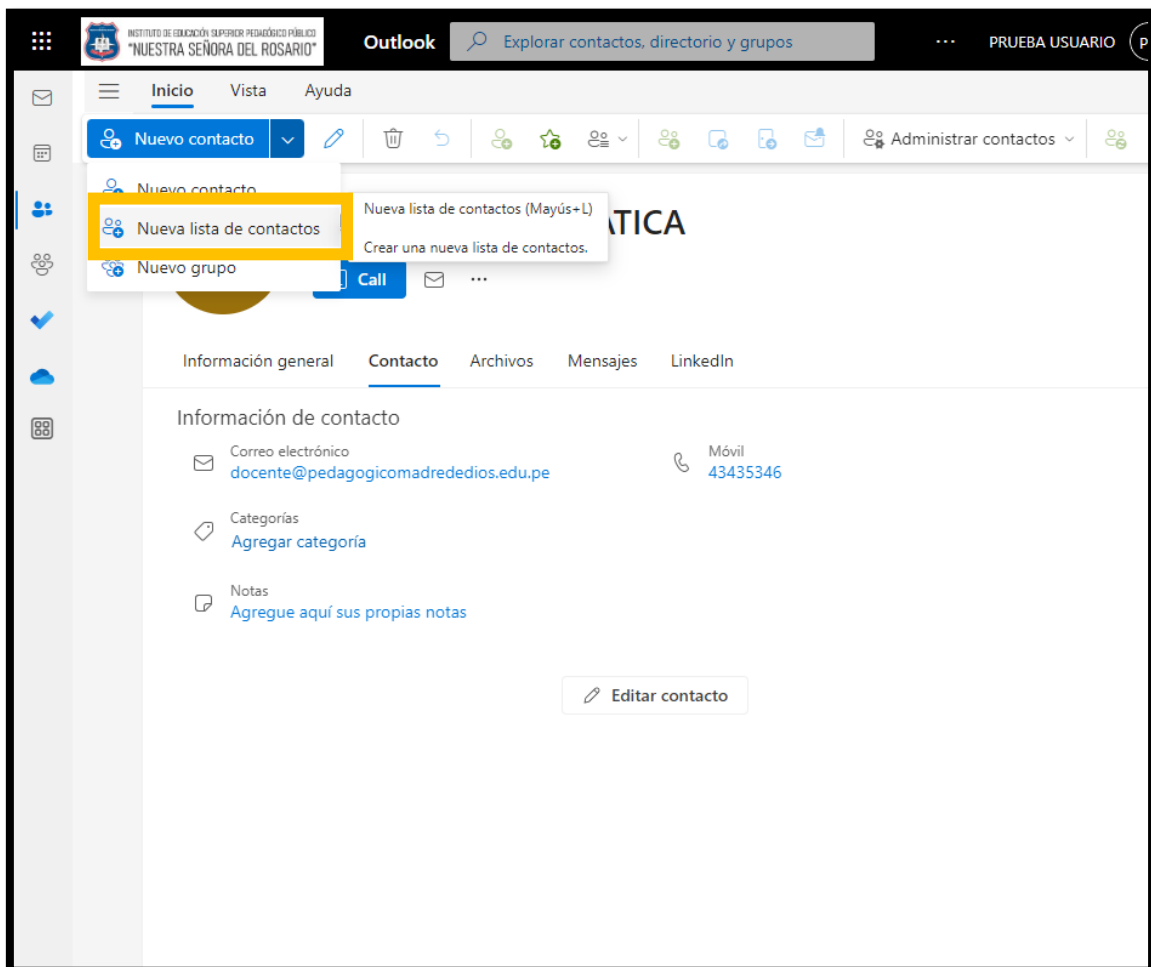 INSTITUTO DE EDUCACIÓN SUPERIOR PEDAGÓGICO PÚBLICO
"NUESTRA SEÑORA DEL ROSARIO"
Outlook
Explorar contactos, directorio y grupos
PRUEBA USUARIO
P
Inicio Vista Ayuda
Nuevo contacto
Administrar contactos
Nuevo contacto
Nueva lista de contactos
Nuevo grupo
Nueva lista de contactos (Mayús+L)
Crear una nueva lista de contactos.
TICA
Call
Información general Contacto Archivos Mensajes LinkedIn
Información de contacto
Correo electrónico
docente@pedagogicomadrededios.edu.pe
Móvil
43435346
Categorías
Agregar categoría
Notas
Agregue aquí sus propias notas
Editar contacto